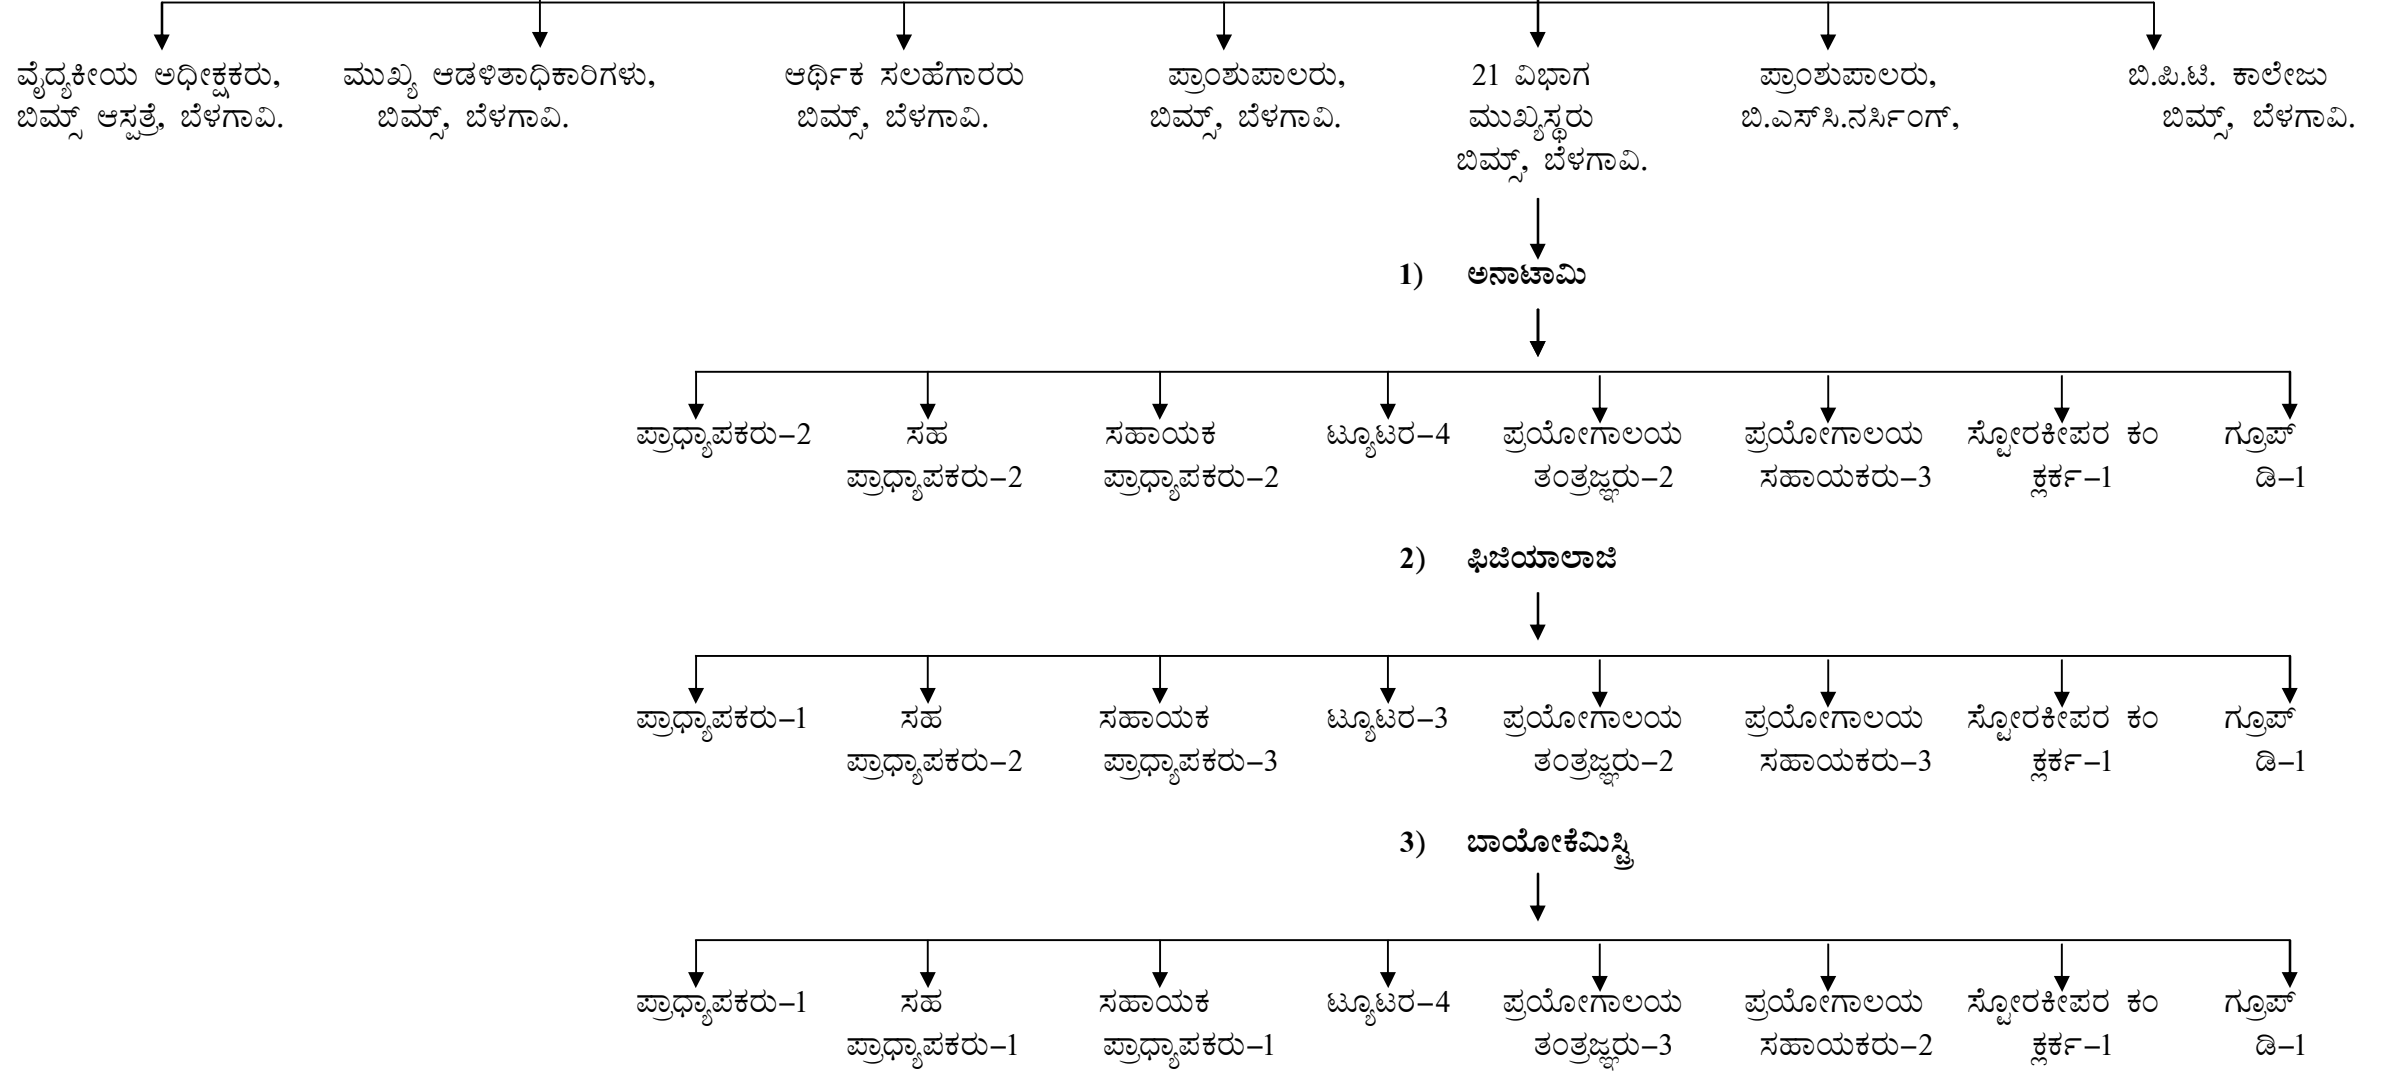 ವೈದ್ಯಕೀಯ ಅಧೀಕ್ಷಕರು,
ಬಿಮ್ಸ್ ಆಸ್ಪತ್ರೆ, ಬೆಳಗಾವಿ.
ಮುಖ್ಯ ಆಡಳಿತಾಧಿಕಾರಿಗಳು,
ಬಿಮ್ಸ್, ಬೆಳಗಾವಿ.
ಆರ್ಥಿಕ ಸಲಹೆಗಾರರು
ಬಿಮ್ಸ್, ಬೆಳಗಾವಿ.
ಪ್ರಾಂಶುಪಾಲರು,
ಬಿಮ್ಸ್, ಬೆಳಗಾವಿ.
21 ವಿಭಾಗ
ಮುಖ್ಯಸ್ಥರು
ಬಿಮ್ಸ್, ಬೆಳಗಾವಿ.
ಪ್ರಾಂಶುಪಾಲರು,
ಬಿ.ಎಸ್‌ಸಿ.ನರ್ಸಿಂಗ್,
ಬಿ.ಪಿ.ಟಿ. ಕಾಲೇಜು
ಬಿಮ್ಸ್, ಬೆಳಗಾವಿ.
1) ಅನಾಟಾಮಿ
ಪ್ರಾಧ್ಯಾಪಕರು–2
ಸಹ
ಪ್ರಾಧ್ಯಾಪಕರು–2
ಸಹಾಯಕ
ಪ್ರಾಧ್ಯಾಪಕರು–2
ಟ್ಯೂಟರ–4
ಪ್ರಯೋಗಾಲಯ
ತಂತ್ರಜ್ಞರು–2
ಪ್ರಯೋಗಾಲಯ
ಸಹಾಯಕರು–3
ಸ್ಟೋರಕೀಪರ ಕಂ
ಕ್ಲರ್ಕ–1
ಗ್ರೂಪ್
ಡಿ–1
2) ಫಿಜಿಯಾಲಾಜಿ
ಪ್ರಾಧ್ಯಾಪಕರು–1
ಸಹ
ಪ್ರಾಧ್ಯಾಪಕರು–2
ಸಹಾಯಕ
ಪ್ರಾಧ್ಯಾಪಕರು–3
ಟ್ಯೂಟರ–3
ಪ್ರಯೋಗಾಲಯ
ತಂತ್ರಜ್ಞರು–2
ಪ್ರಯೋಗಾಲಯ
ಸಹಾಯಕರು–3
ಸ್ಟೋರಕೀಪರ ಕಂ
ಕ್ಲರ್ಕ–1
ಗ್ರೂಪ್
ಡಿ–1
3) ಬಾಯೋಕೆಮಿಸ್ಟ್ರಿ
ಪ್ರಾಧ್ಯಾಪಕರು–1
ಸಹ
ಪ್ರಾಧ್ಯಾಪಕರು–1
ಸಹಾಯಕ
ಪ್ರಾಧ್ಯಾಪಕರು–1
ಟ್ಯೂಟರ–4
ಪ್ರಯೋಗಾಲಯ
ತಂತ್ರಜ್ಞರು–3
ಪ್ರಯೋಗಾಲಯ
ಸಹಾಯಕರು–2
ಸ್ಟೋರಕೀಪರ ಕಂ
ಕ್ಲರ್ಕ–1
ಗ್ರೂಪ್
ಡಿ–1